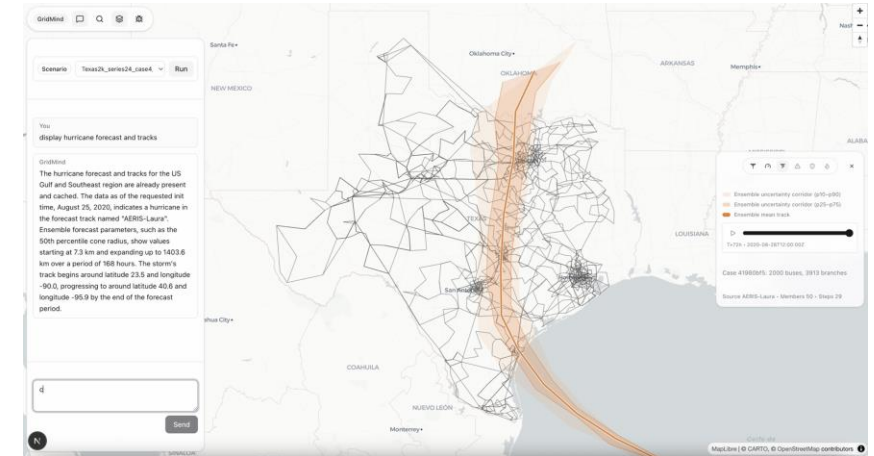 GridMind
Scenario
Texas2k_series24_case4
Run
You
display hurricane forecast and tracks
GridMind
The hurricane forecast and tracks for the US
Gulf and Southeast region are already present
and cached. The data as of the requested init
time, August 25, 2020, indicates a hurricane in
the forecast track named "AERIS-Laura".
Ensemble forecast parameters, such as the
50th percentile cone radius, show values
starting at 7.3 km and expanding up to 1403.6
km over a period of 168 hours. The storm's
track begins around latitude 23.5 and longitude
-90.0, progressing to around latitude 40.6 and
longitude -95.9 by the end of the forecast
period.
d
Send
N
Santa Fe
NEW MEXICO
Oklahoma City
OKLAHOMA
ARKANSAS
Memphis
Nash
ALABA
TEXAS
LOUISIANA
hua City
COAHUILA
NUEVO LEÓN
Monterrey
SINALOA
Ensemble uncertainty corridor (p10-p90)
Ensemble uncertainty corridor (p25-p75)
Ensemble mean track
Case 41980bf5: 2000 buses, 3913 branches
Source AERIS-Laura • Members 50 • Steps 28
MapLibre | © CARTO, © OpenStreetMap contributors